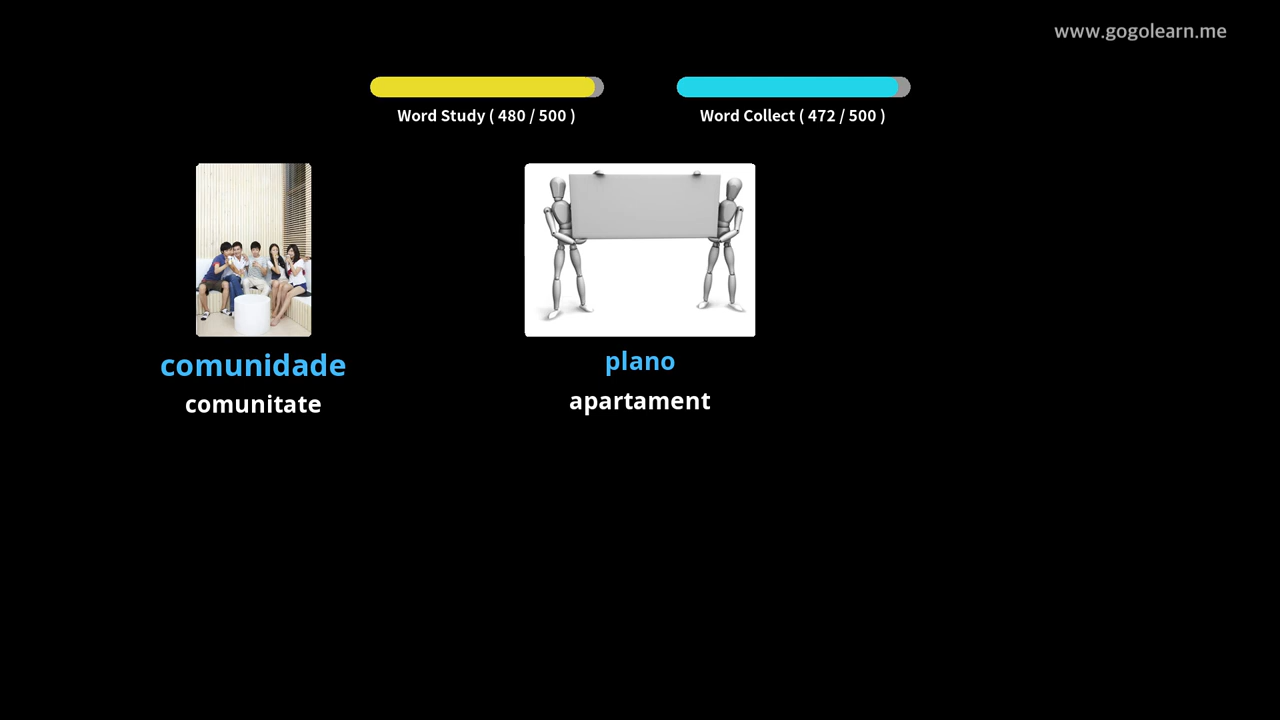 www.gogolearn.me
Word Study ( 480 / 500 )
Word Collect ( 472 / 500 )
comunidade
comunitate
plano
apartament